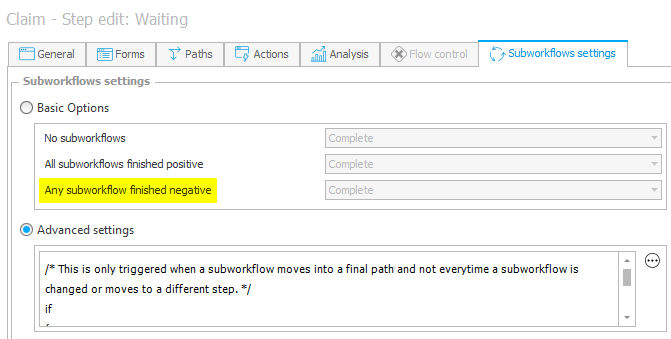 Claim - Step edit: Waiting
General
Forms
Paths
Actions
Analysis
Flow control
Subworkflows settings
Subworkflows settings
Basic Options
No subworkflows
Complete
All subworkflows finished positive
Complete
Any subworkflow finished negative
Complete
Advanced settings
/* This is only triggered when a subworkflow moves into a final path and not everytime a subworkflow is
changed or moves to a different step. */
if